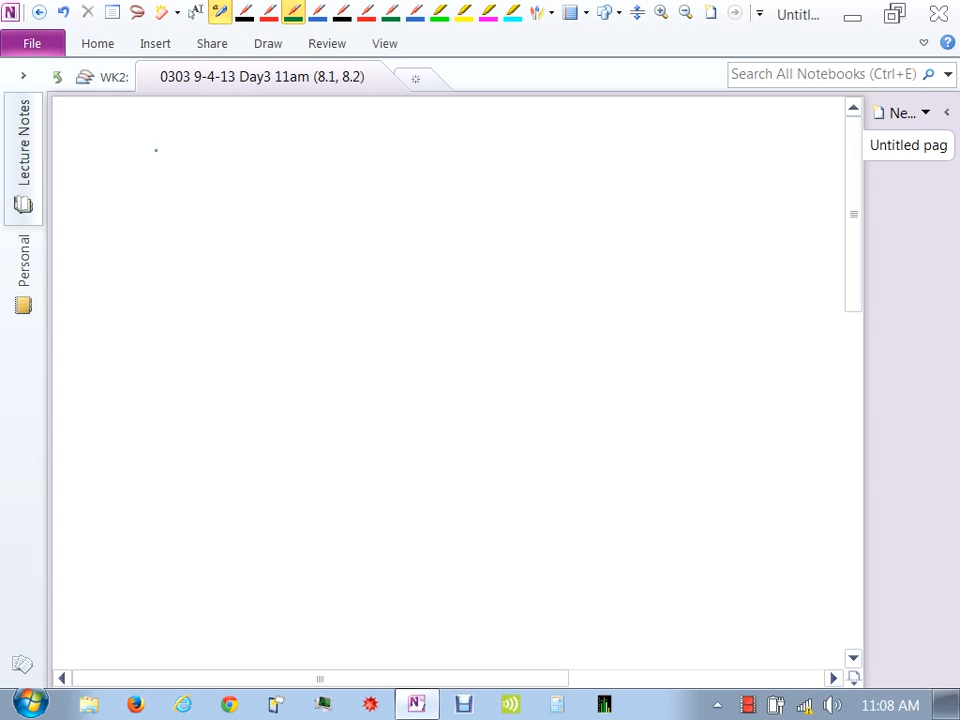 Untitl...
File Home Insert Share Draw Review View
WK2: 0303 9-4-13 Day3 11am (8.1, 8.2)
Search All Notebooks (Ctrl+E)
Ne...
Untitled pag
Lecture Notes
Personal
11:08 AM